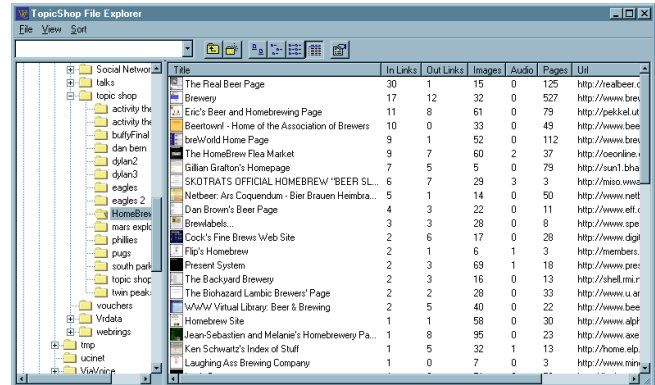 TopicShop File Explorer
File View Sort
Social Networ
talks
topic shop
activity the
activity the
buffyFinal
dan bern
dylan2
dylan3
eagles
eagles 2
HomeBrew
mars explo
phillies
pugs
south park
topic shop
twin peaks
vouchers
Vrdata
webrings
tmp
ucinet
ViaVoice
Title In Links Out Links Images Audio Pages Url
The Real Beer Page 30 1 15 0 125 http://realbeer.c
Brewery 17 12 32 0 527 http://www.brew
Eric's Beer and Homebrewing Page 11 8 61 0 79 http://pekkel.ut
Beertown! - Home of the Association of Brewers 10 0 33 0 49 http://www.bee
breWorld Home Page 9 1 52 0 112 http://www.brew
The HomeBrew Flea Market 9 7 60 2 37 http://oeonline.c
Gillian Grafton's Homepage 7 5 5 0 79 http://sun1.bha
SKOTRATS OFFICIAL HOMEBREW "BEER SL... 6 7 29 3 3 http://miso.wwa
Netbeer: Ars Coquendum - Bier Brauen Heimbra... 5 1 14 0 50 http://www.netb
Dan Brown's Beer Page 4 3 22 0 11 http://www.eff.o
Brewlabels... 3 3 28 0 8 http://www.spe
Cock's Fine Brews Web Site 2 6 17 0 28 http://www.digit
Flip's Homebrew 2 1 6 1 3 http://members.
Present System 2 3 69 1 18 http://www.pres
The Backyard Brewery 2 3 16 0 13 http://shell.rmi.r
The Biohazard Lambic Brewers' Page 2 2 28 0 33 http://www.u.ar
WWW Virtual Library: Beer & Brewing 2 5 40 0 22 http://www.bee
Homebrew Site 1 1 58 0 30 http://www.alph
Jean-Sebastien and Melanie's Homebrewery Pa... 1 8 95 0 23 http://www.axe
Ken Schwartz's Index of Stuff 1 5 32 1 13 http://home.elp.
Laughing Ass Brewing Company 1 0 7 0 3 http://www.mine